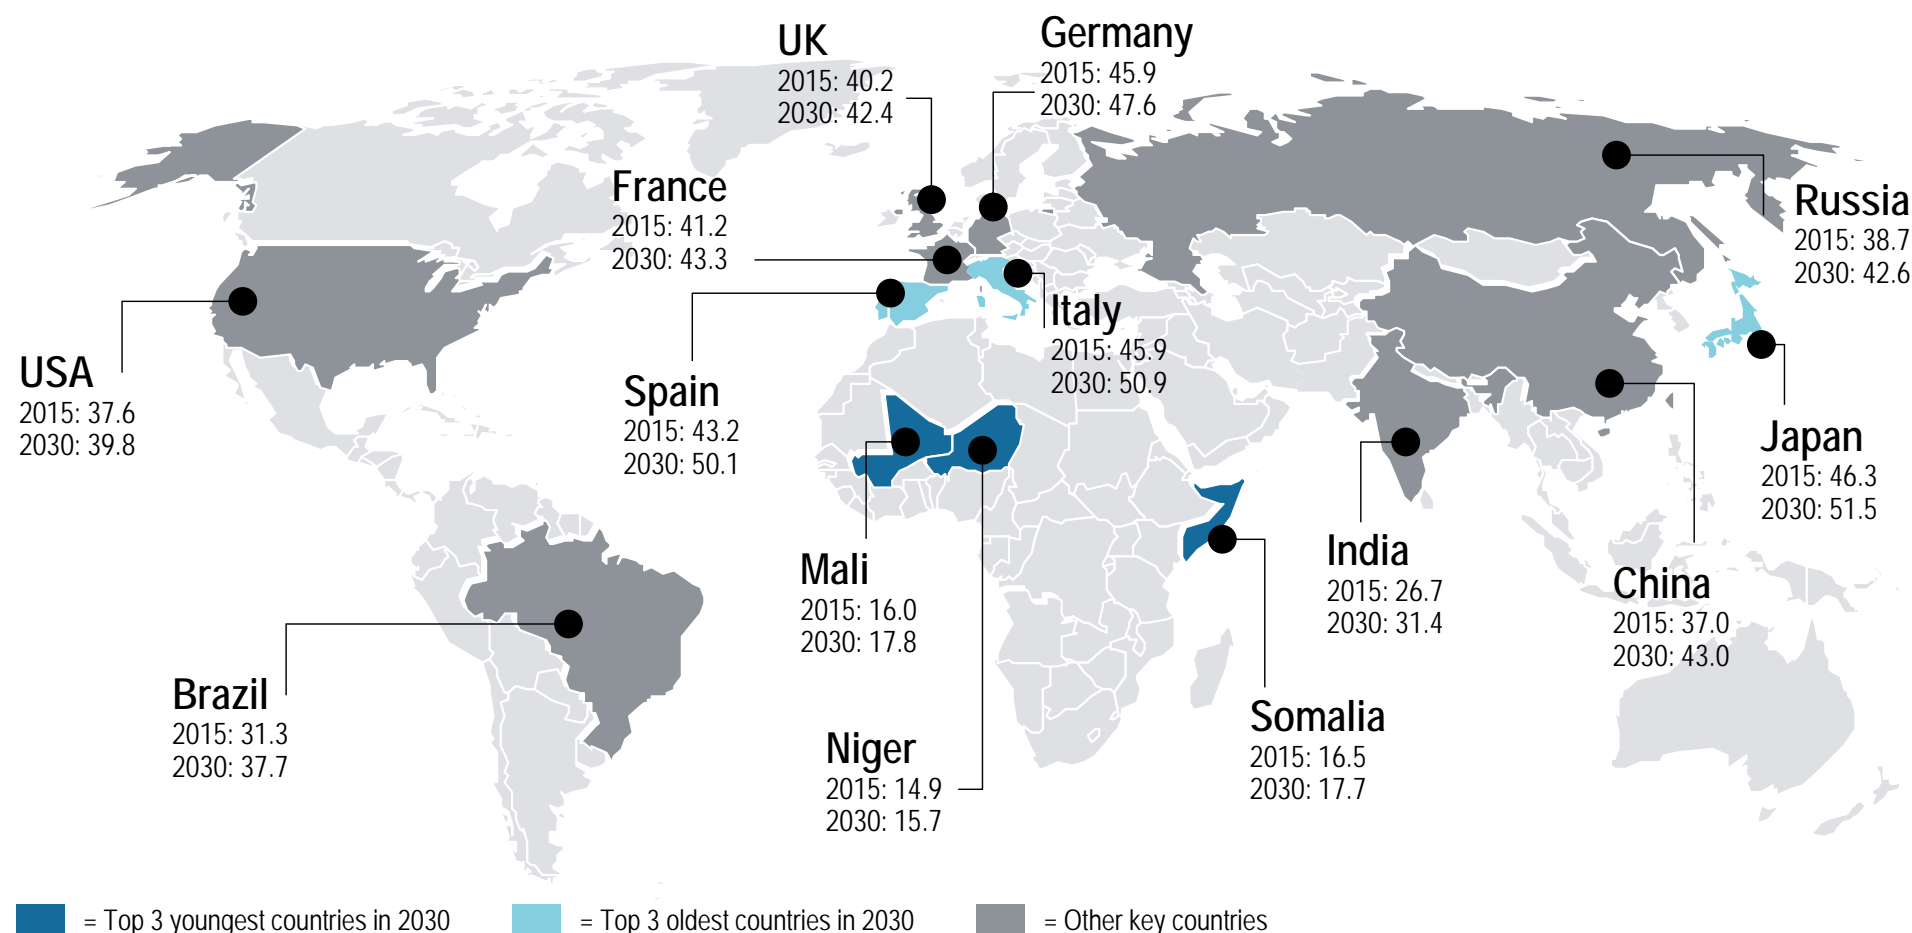 UK
2015: 40.2
2030: 42.4
Germany
2015: 45.9
2030: 47.6
France
2015: 41.2
2030: 43.3
Russia
2015: 38.7
2030: 42.6
USA
2015: 37.6
2030: 39.8
Spain
2015: 43.2
2030: 50.1
Italy
2015: 45.9
2030: 50.9
Japan
2015: 46.3
2030: 51.5
Mali
2015: 16.0
2030: 17.8
India
2015: 26.7
2030: 31.4
China
2015: 37.0
2030: 43.0
Brazil
2015: 31.3
2030: 37.7
Niger
2015: 14.9
2030: 15.7
Somalia
2015: 16.5
2030: 17.7
= Top 3 youngest countries in 2030
= Top 3 oldest countries in 2030
= Other key countries